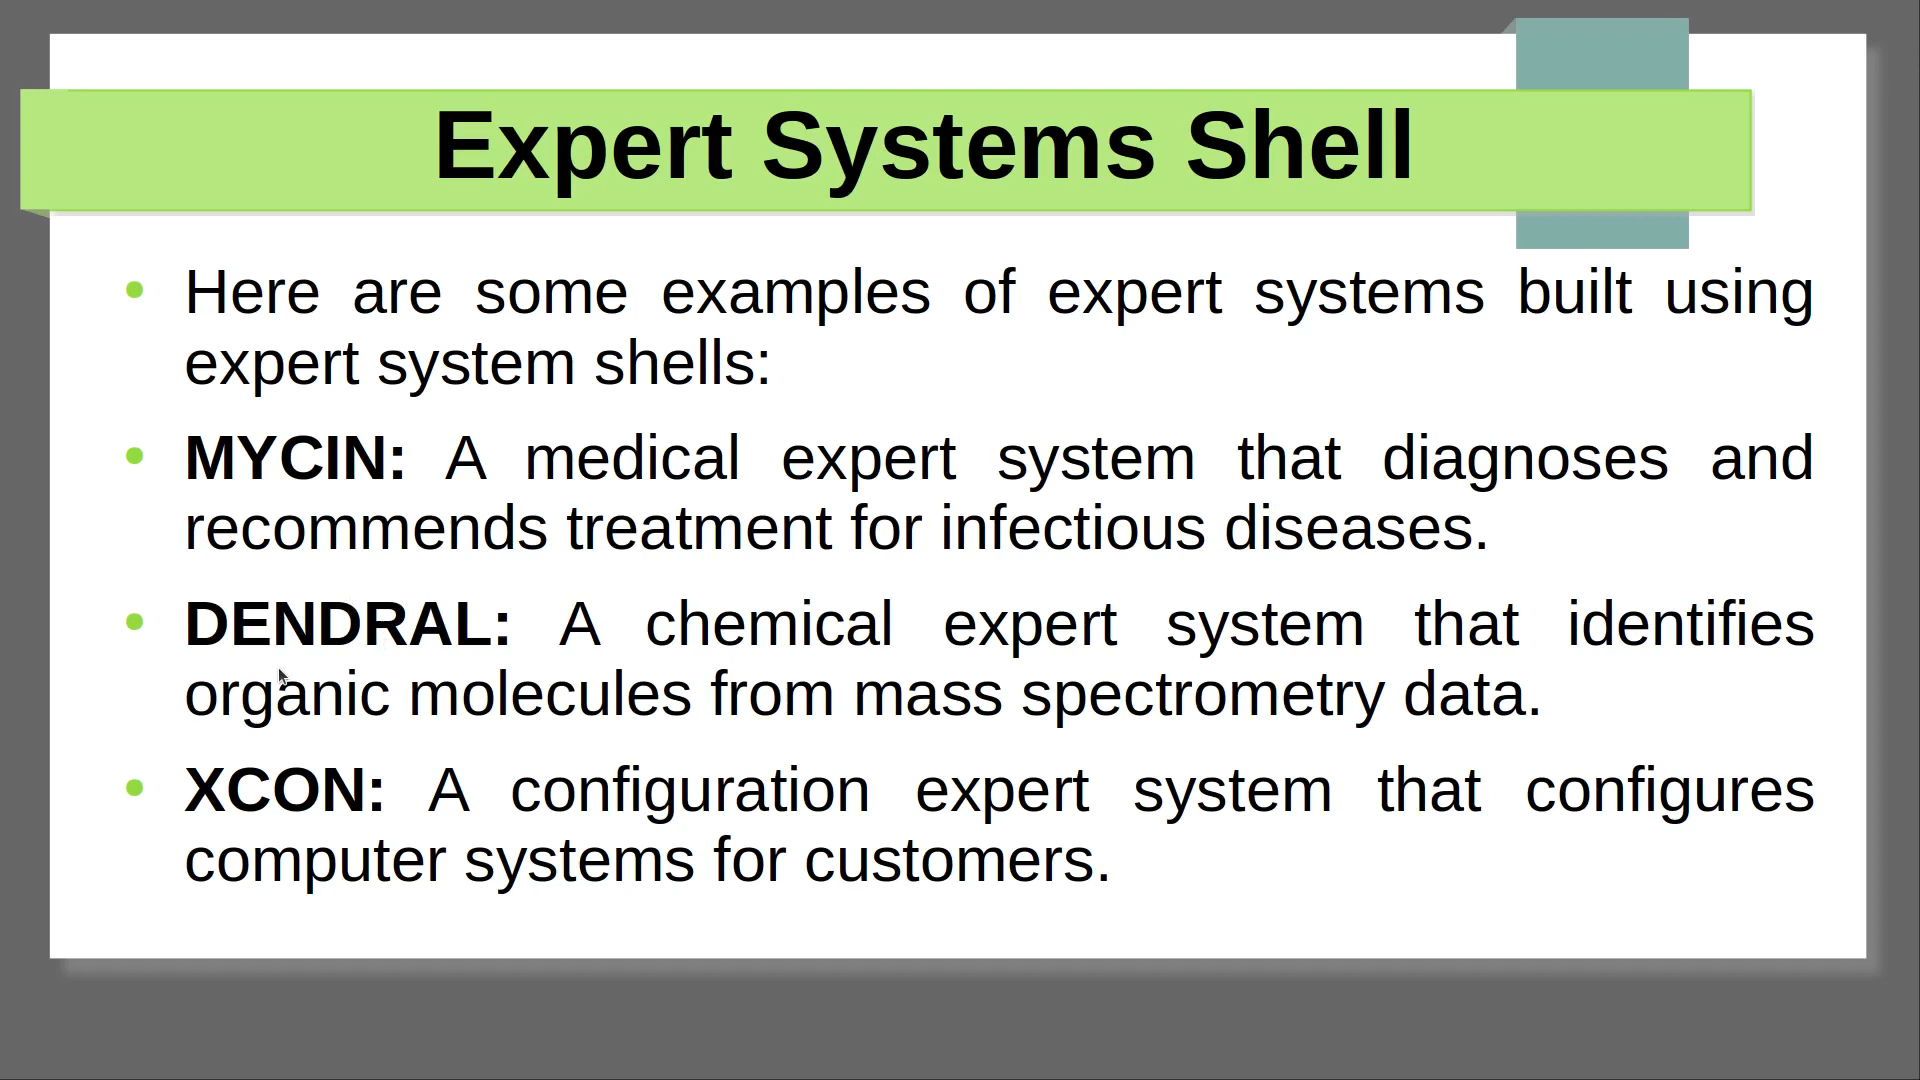 Expert Systems Shell
Here are some examples of expert systems built using
expert system shells:
MYCIN: A medical expert system that diagnoses and
recommends treatment for infectious diseases.
DENDRAL: A chemical expert system that identifies
organic molecules from mass spectrometry data.
XCON: A configuration expert system that configures
computer systems for customers.